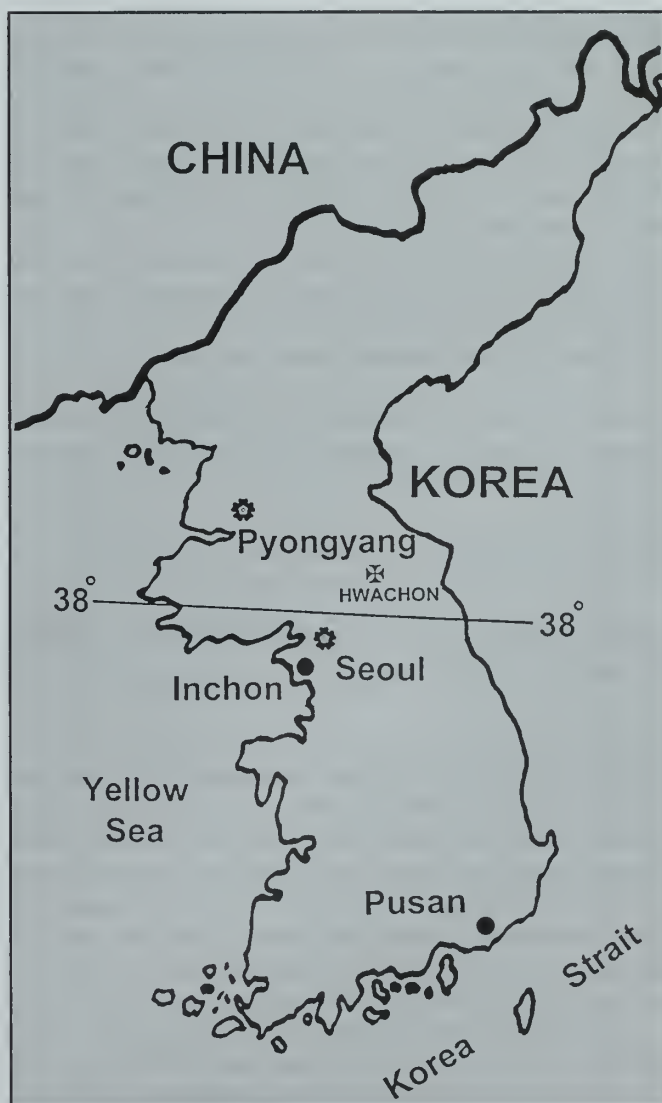 CHINA
KOREA
Pyongyang
HWACHON
38°
38°
Seoul
Inchon
Yellow
Sea
Pusan
Korea Strait